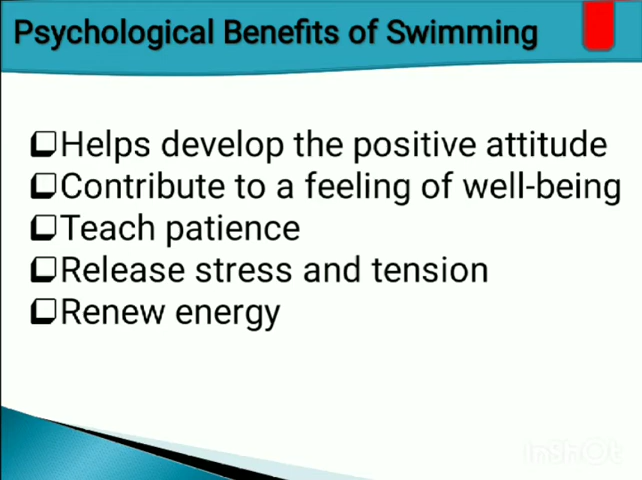 Psychological Benefits of Swimming
❑Helps develop the positive attitude
❑Contribute to a feeling of well-being
❑Teach patience
❑Release stress and tension
❑Renew energy
InShOt